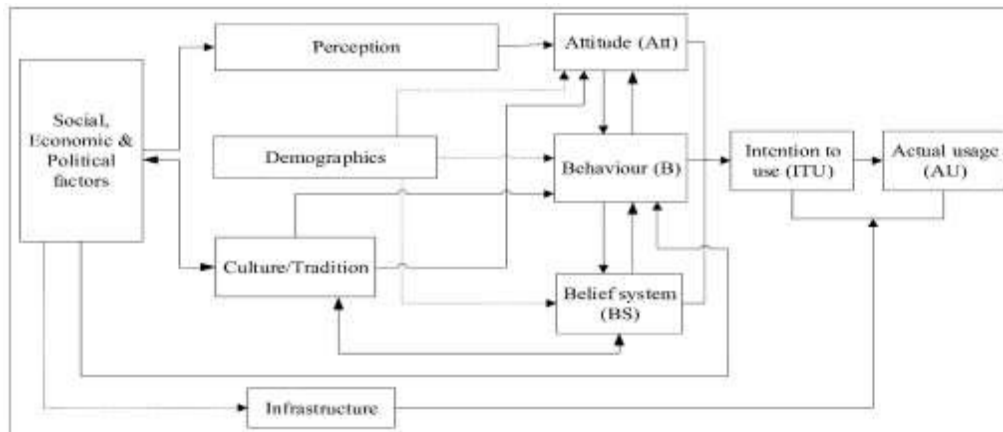 Perception
Attitude (Att)
Social,
Economic &
Political
factors
Demographics
Behaviour (B)
Intention to
use (ITU)
Actual usage
(AU)
Culture/Tradition
Belief system
(BS)
Infrastructure